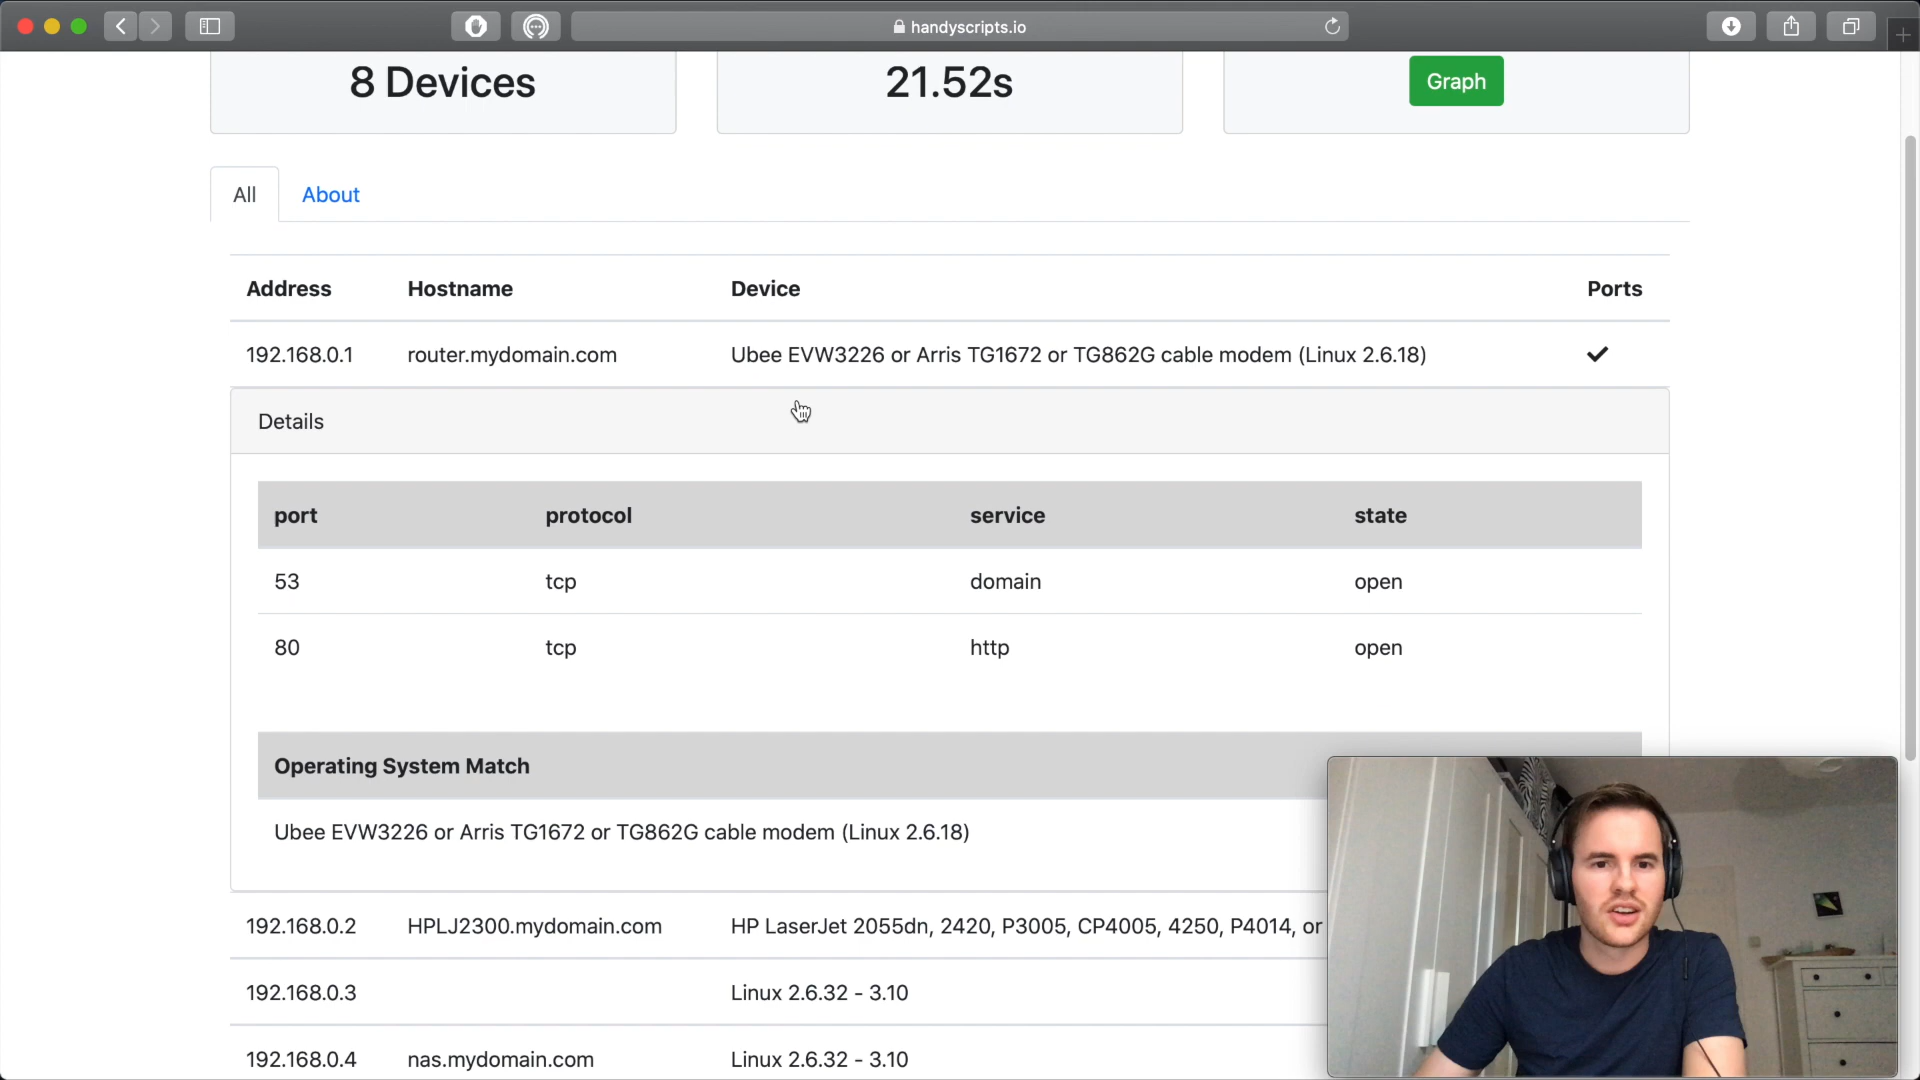 handyscripts.io
8 Devices
21.52s
Graph
All
About
Address Hostname Device Ports
192.168.0.1 router.mydomain.com Ubee EVW3226 or Arris TG1672 or TG862G cable modem (Linux 2.6.18)
Details
port protocol service state
53 tcp domain open
80 tcp http open
Operating System Match
Ubee EVW3226 or Arris TG1672 or TG862G cable modem (Linux 2.6.18)
192.168.0.2 HPLJ2300.mydomain.com HP LaserJet 2055dn, 2420, P3005, CP4005, 4250, P4014, or
192.168.0.3 Linux 2.6.32 - 3.10
192.168.0.4 nas.mydomain.com Linux 2.6.32 - 3.10